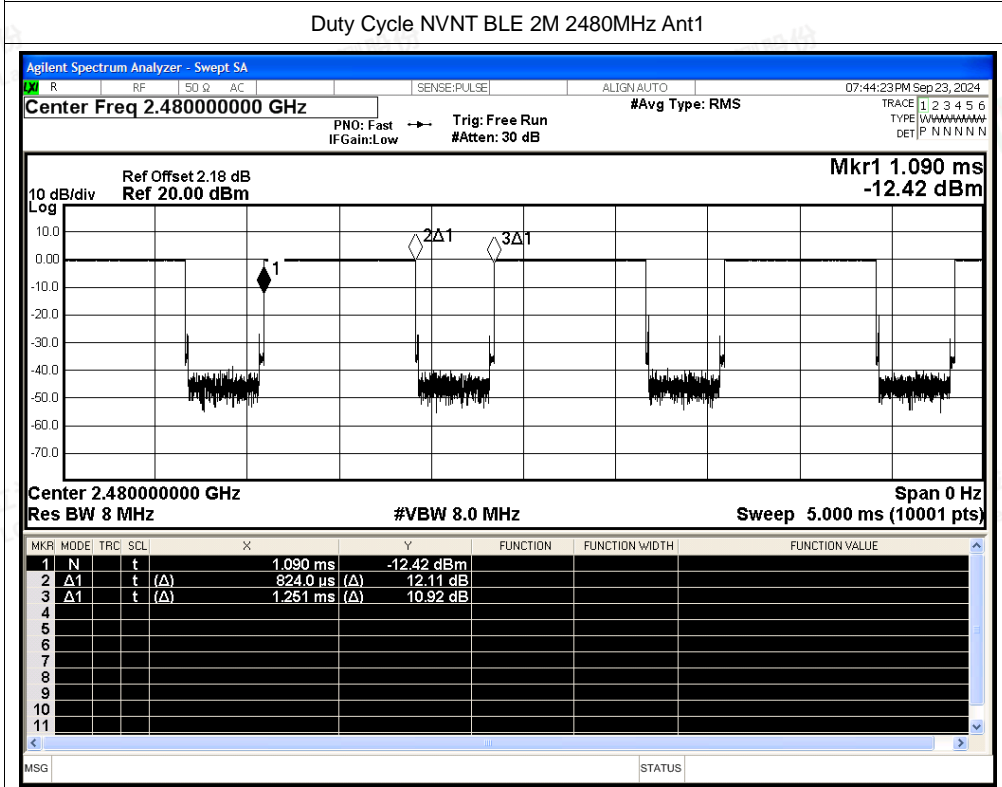 Duty Cycle NVNT BLE 2M 2480MHz Ant1
Agilent Spectrum Analyzer - Swept SA
LXI R RF 50 Ω AC SENSE:PULSE ALIGN AUTO 07:44:23 PM Sep 23, 2024
Center Freq 2.480000000 GHz #Avg Type: RMS TRACE 1 2 3 4 5 6
PNO: Fast Trig: Free Run TYPE WWWWWW
IFGain:Low #Atten: 30 dB DET P N N N N N
Mkr1 1.090 ms
Ref Offset 2.18 dB
10 dB/div Ref 20.00 dBm -12.42 dBm
Log
10.0
2Δ1 3Δ1
0.00
1
-10.0
-20.0
-30.0
-40.0
-50.0
-60.0
-70.0
Center 2.480000000 GHz Span 0 Hz
Res BW 8 MHz #VBW 8.0 MHz Sweep 5.000 ms (10001 pts)
MKR MODE TRC SCL X Y FUNCTION FUNCTION WIDTH FUNCTION VALUE
1 N t 1.090 ms -12.42 dBm
2 Δ1 t (Δ) 824.0 µs (Δ) 12.11 dB
3 Δ1 t (Δ) 1.251 ms (Δ) 10.92 dB
4
5
6
7
8
9
10
11
MSG STATUS